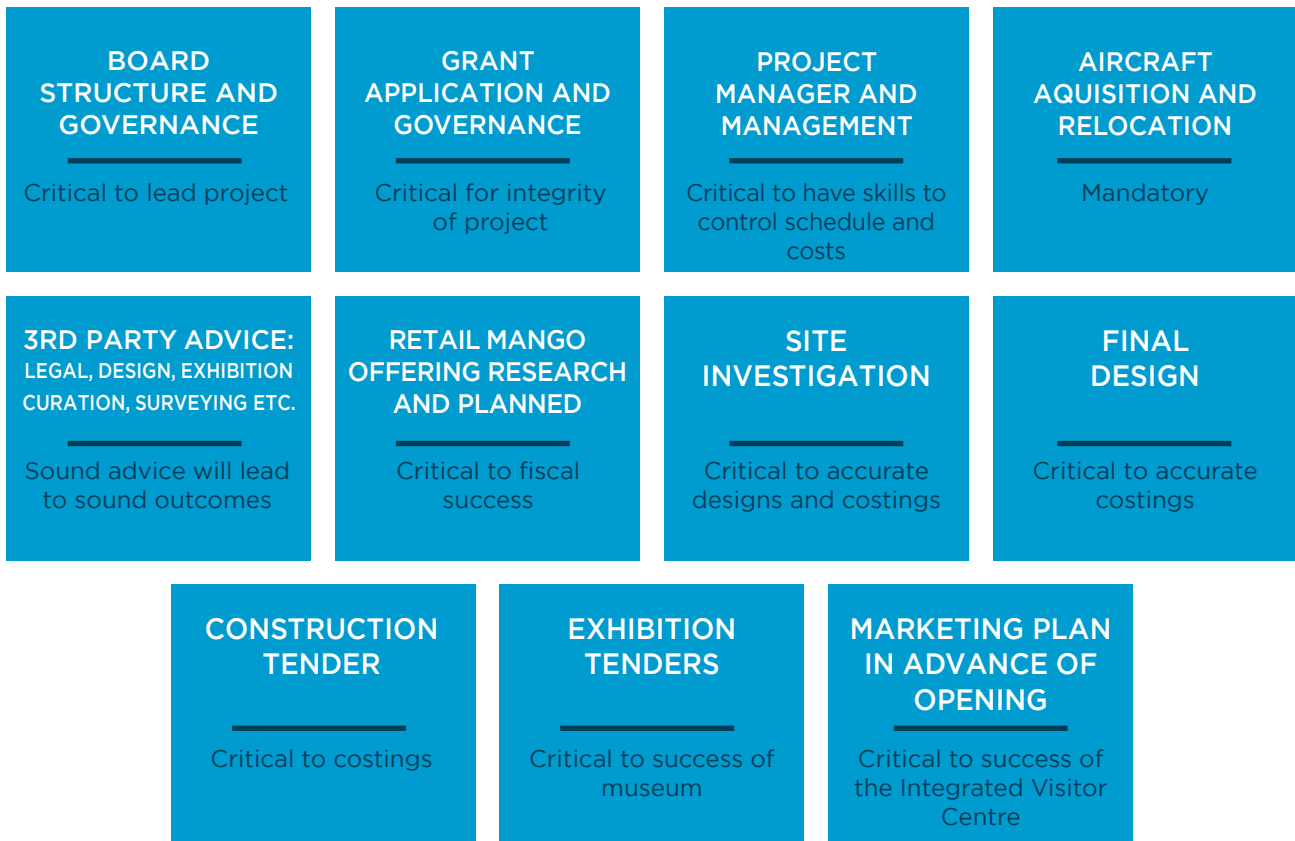 BOARD
STRUCTURE AND
GOVERNANCE
Critical to lead project
GRANT
APPLICATION AND
GOVERNANCE
Critical for integrity
of project
PROJECT
MANAGER AND
MANAGEMENT
Critical to have skills to
control schedule and
costs
AIRCRAFT
AQUISITION AND
RELOCATION
Mandatory
3RD PARTY ADVICE:
LEGAL, DESIGN, EXHIBITION
CURATION, SURVEYING ETC.
Sound advice will lead
to sound outcomes
RETAIL MANGO
OFFERING RESEARCH
AND PLANNED
Critical to fiscal
success
SITE
INVESTIGATION
Critical to accurate
designs and costings
FINAL
DESIGN
Critical to accurate
costings
CONSTRUCTION
TENDER
Critical to costings
EXHIBITION
TENDERS
Critical to success of
museum
MARKETING PLAN
IN ADVANCE OF
OPENING
Critical to success of
the Integrated Visitor
Centre